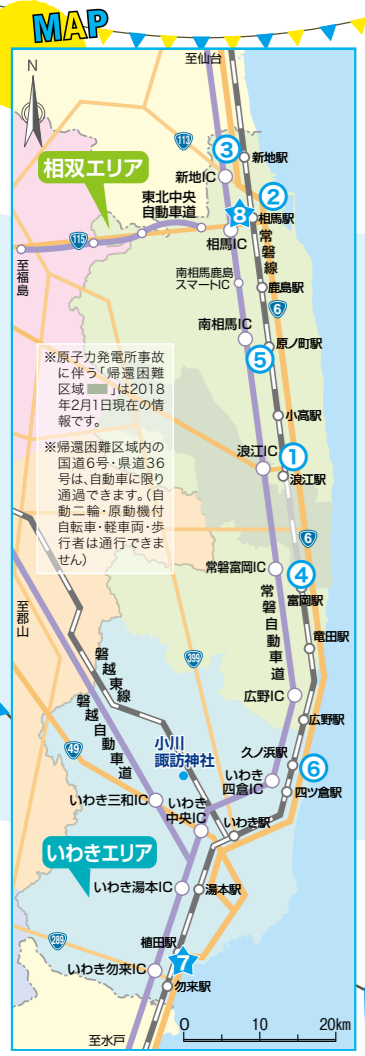 MAP
至仙台
N
113
③
新地駅
新地IC
相双エリア
②
東北中央
自動車道
8
相馬駅
115
相馬IC
常磐線
至福島
南相馬鹿島
スマートIC
鹿島駅
6
南相馬IC
原ノ町駅
⑤
※原子力発電所事故
に伴う「帰還困難
区域 」は2018
年2月1日現在の情
報です。
※帰還困難区域内の
国道6号・県道36
号は、自動車に限り
通過できます。(自
動二輪・原動機付
自転車・軽車両・歩
行者は通行できま
せん)
小高駅
浪江IC
①
浪江駅
6
常磐富岡IC
④
富岡駅
至郡山
常磐自動車道
竜田駅
399
磐越東線
広野IC
磐越自動車道
広野駅
49
小川
諏訪神社
久ノ浜駅
⑥
いわき
四倉IC
四ツ倉駅
いわき三和IC
いわき
中央IC
いわき駅
いわきエリア
いわき湯本IC
湯本駅
289
植田駅
7
いわき勿来IC
勿来駅
至水戸
0 10 20km